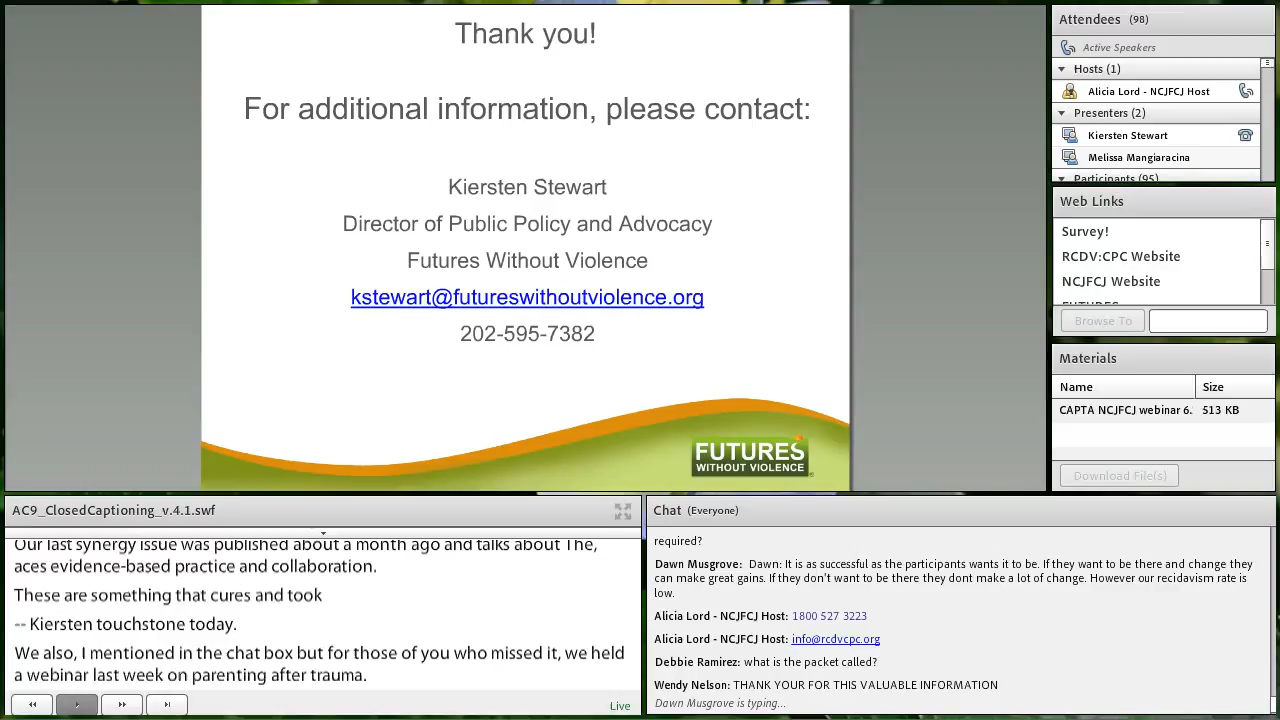 Thank you!
For additional information, please contact:
Kiersten Stewart
Director of Public Policy and Advocacy
Futures Without Violence
kstewart@futureswithoutviolence.org
202-595-7382
FUTURES
WITHOUT VIOLENCE
Attendees (98)
Active Speakers
Hosts (1)
Alicia Lord - NCJFCJ Host
Presenters (2)
Kiersten Stewart
Melissa Mangiaracina
Participants (95)
Web Links
Survey!
RCDV:CPC Website
NCJFCJ Website
FUTURES
Browse To
Materials
Name Size
CAPTA NCJFCJ webinar 6. 513 KB
Download File(s)
AC9_ClosedCaptioning_v.4.1.swf
Our last synergy issue was published about a month ago and talks about The,
aces evidence-based practice and collaboration.
These are something that cures and took
-- Kiersten touchstone today.
We also, I mentioned in the chat box but for those of you who missed it, we held
a webinar last week on parenting after trauma.
Live
Chat (Everyone)
required?
Dawn Musgrove: Dawn: It is as successful as the participants wants it to be. If they want to be there and change they
can make great gains. If they don't want to be there they dont make a lot of change. However our recidavism rate is
low.
Alicia Lord - NCJFCJ Host: 1800 527 3223
Alicia Lord - NCJFCJ Host: info@rcdvcpc.org
Debbie Ramirez: what is the packet called?
Wendy Nelson: THANK YOUR FOR THIS VALUABLE INFORMATION
Dawn Musgrove is typing...